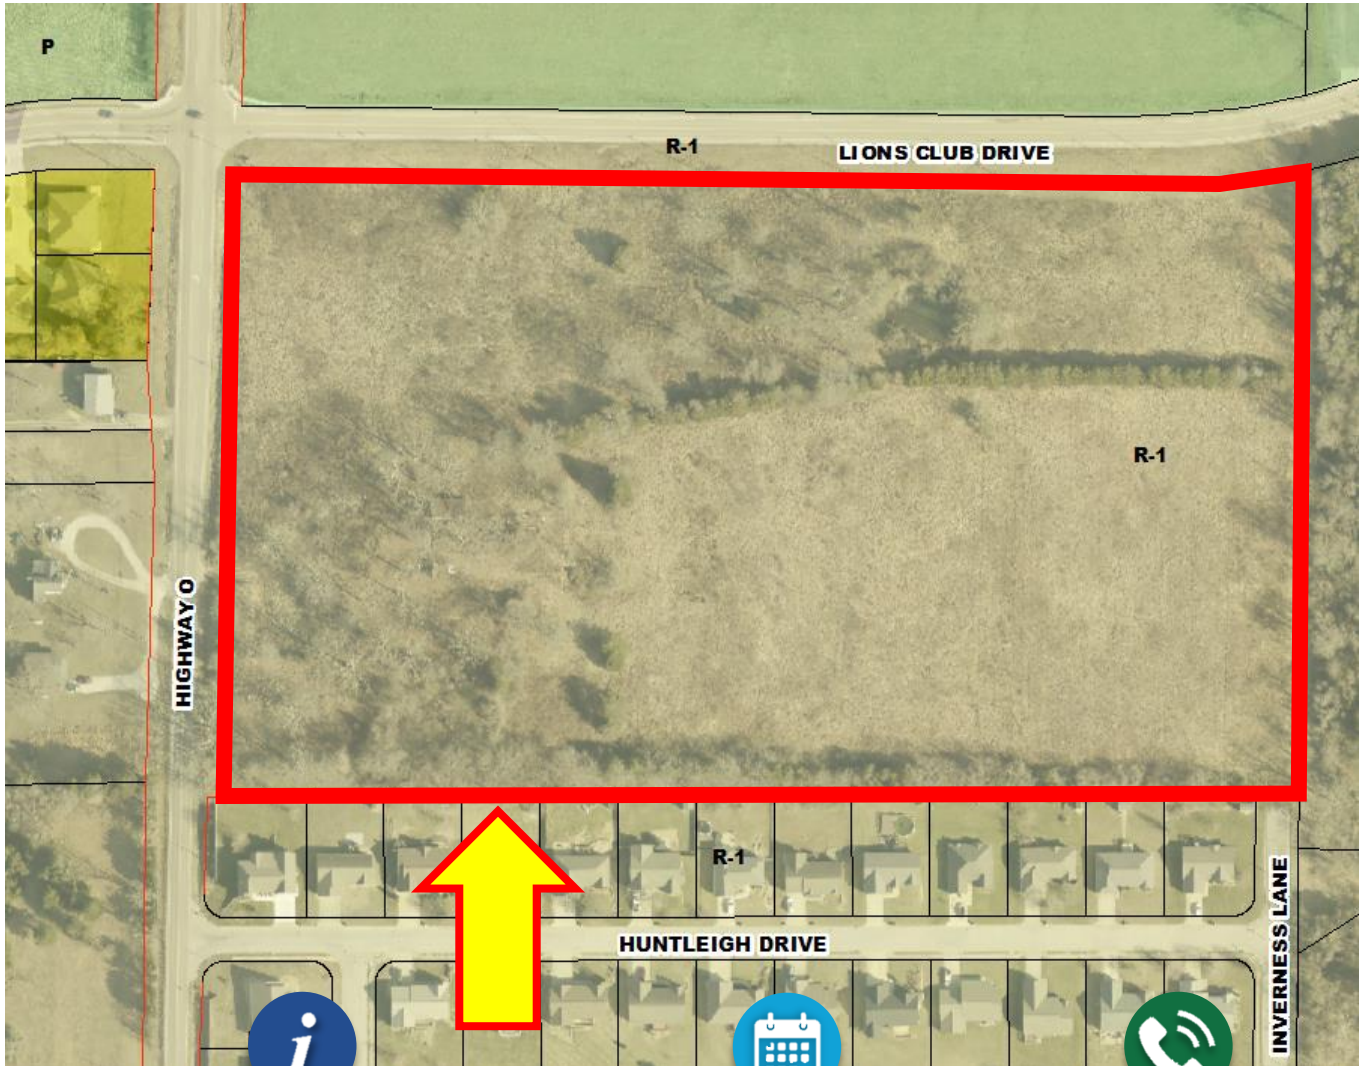 P
R-1
LIONS CLUB DRIVE
R-1
HIGHWAY O
R-1
HUNTLEIGH DRIVE
INVERNESS LANE
i